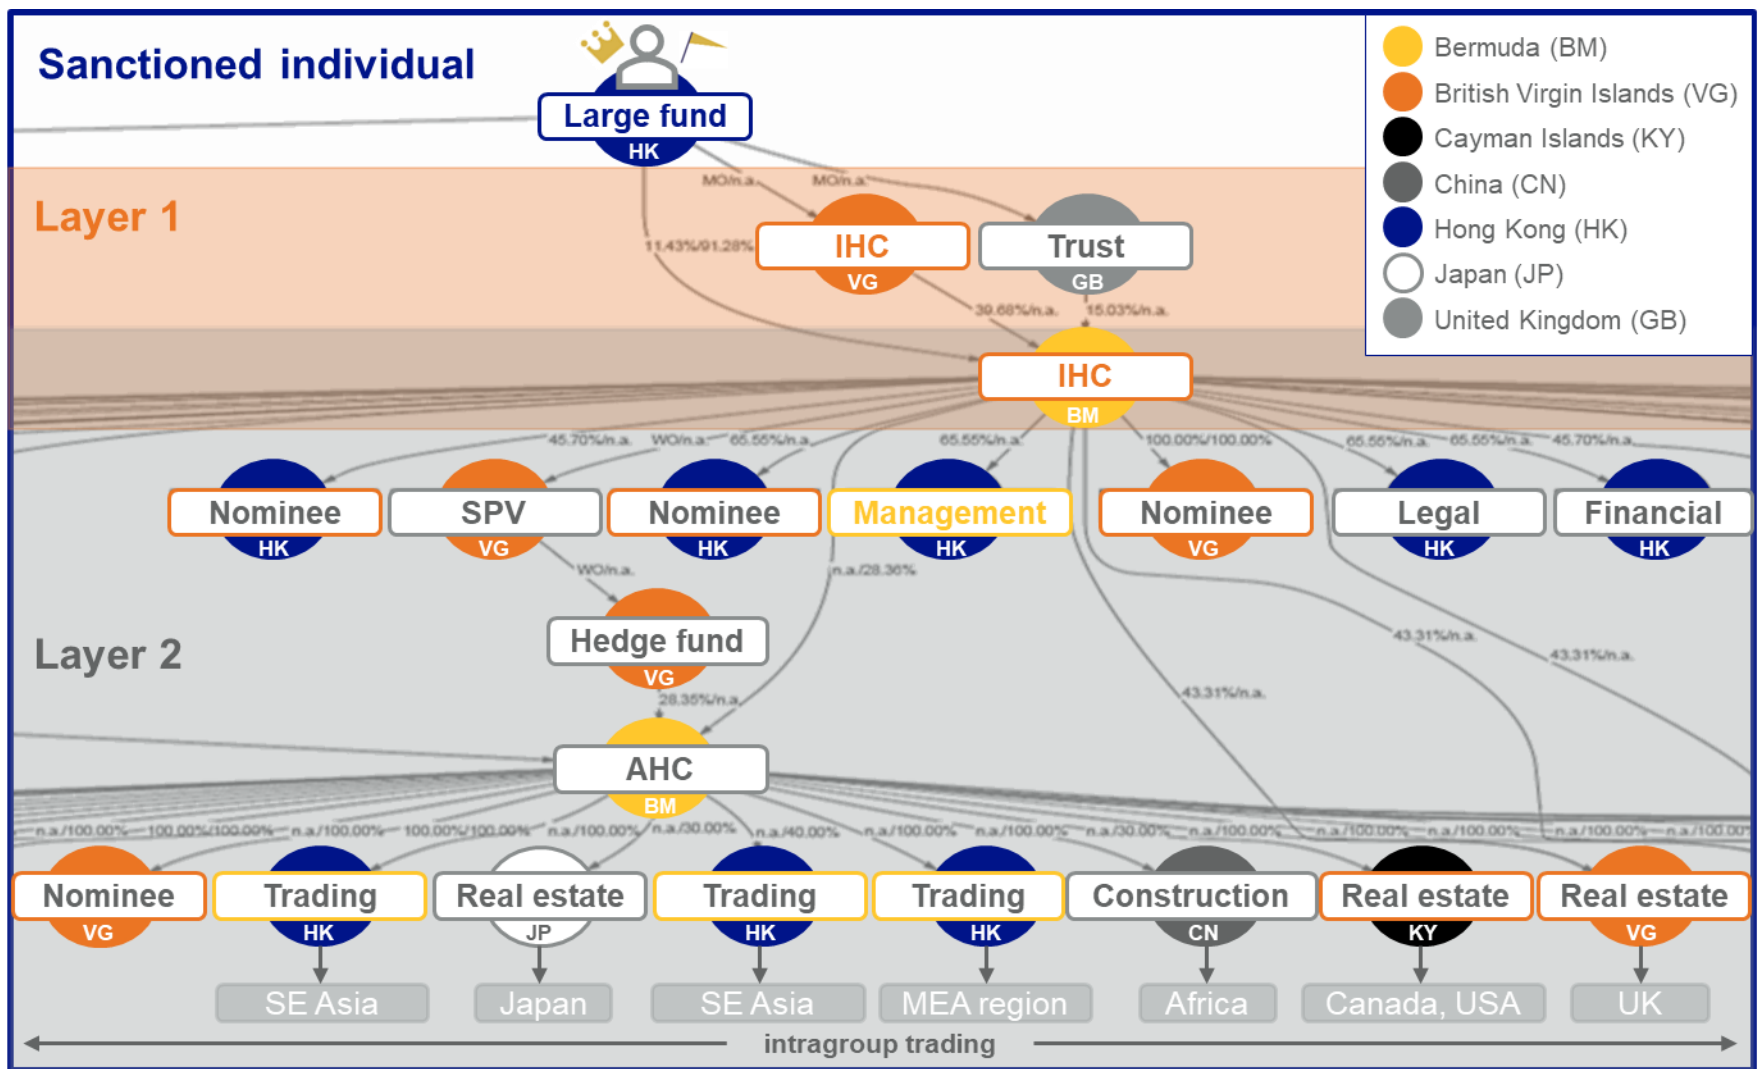 Sanctioned individual
Large fund
HK
Bermuda (BM)
British Virgin Islands (VG)
Cayman Islands (KY)
China (CN)
Hong Kong (HK)
Japan (JP)
United Kingdom (GB)
MO/n.a.
MO/n.a.
Layer 1
11.43%/91.28%
IHC
VG
Trust
GB
39.68%/n.a.
15.03%/n.a.
IHC
BM
45.70%/n.a.
WO/n.a.
65.55%/n.a.
65.55%/n.a.
100.00%/100.00%
65.55%/n.a.
65.55%/n.a.
45.70%/n.a.
Nominee
HK
SPV
VG
Nominee
HK
Management
HK
Nominee
VG
Legal
HK
Financial
HK
WO/n.a.
n.a./28.36%
Hedge fund
VG
Layer 2
43.31%/n.a.
43.31%/n.a.
43.31%/n.a.
28.35%/n.a.
AHC
BM
n.a./100.00%
100.00%/100.00%
n.a./100.00%
100.00%/100.00%
n.a./100.00%
n.a./30.00%
n.a./40.00%
n.a./100.00%
n.a./100.00%
n.a./30.00%
n.a./100.00%
n.a./100.00%
n.a./100.00%
n.a./100.00%
n.a./100.00
Nominee
VG
Trading
HK
Real estate
JP
Trading
HK
Trading
HK
Construction
CN
Real estate
KY
Real estate
VG
SE Asia
Japan
SE Asia
MEA region
Africa
Canada, USA
UK
intragroup trading